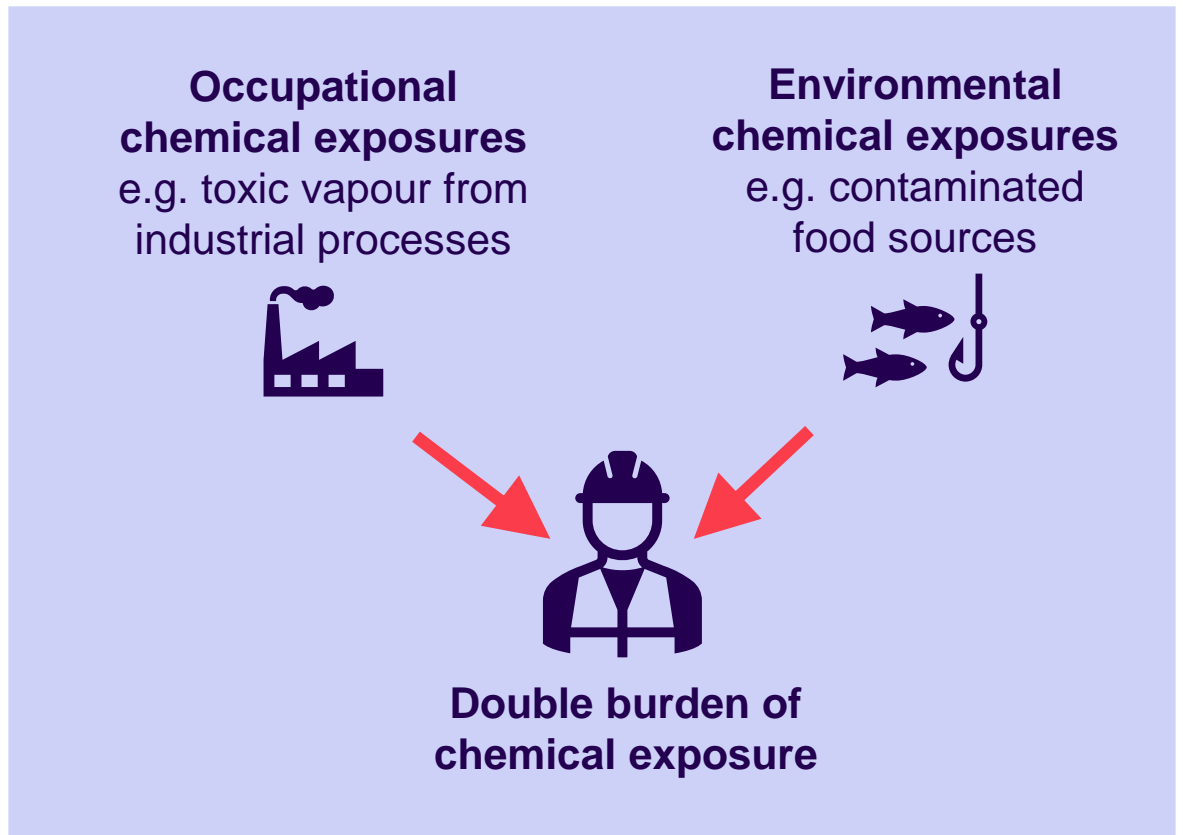 Occupational
chemical exposures
e.g. toxic vapour from
industrial processes
Environmental
chemical exposures
e.g. contaminated
food sources
Double burden of
chemical exposure